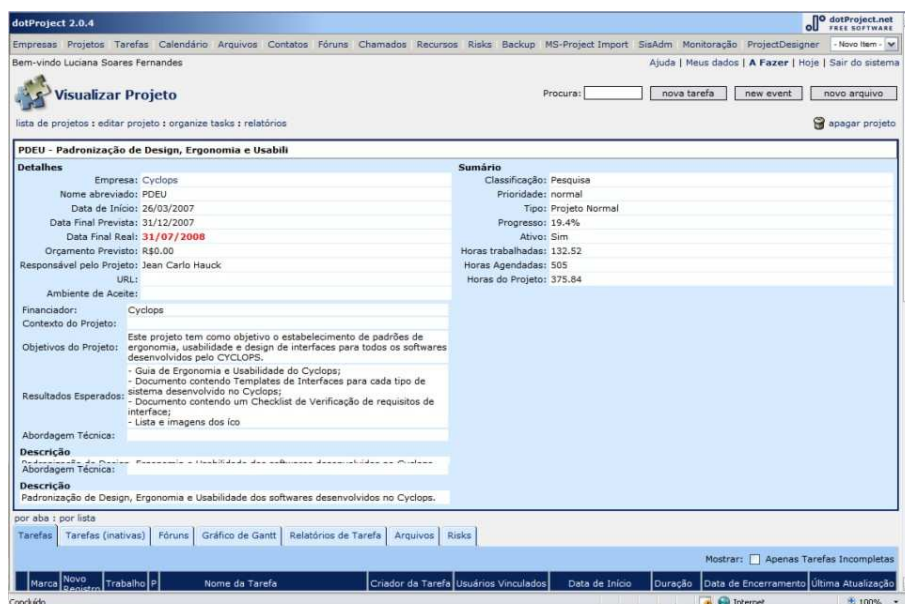 dotProject 2.0.4
dotProject.net
FREE SOFTWARE
Empresas Projetos Tarefas Calendário Arquivos Contatos Fóruns Chamados Recursos Risks Backup MS-Project Import SisAdm Monitoração ProjectDesigner - Novo Item -
Bem-vindo Luciana Soares Fernandes
Ajuda | Meus dados | A Fazer | Hoje | Sair do sistema
Visualizar Projeto
Procura: nova tarefa new event novo arquivo
lista de projetos : editar projeto : organize tasks : relatórios
apagar projeto
PDEU - Padronização de Design, Ergonomia e Usabili
Detalhes
Empresa: Cyclops
Nome abreviado: PDEU
Data de Início: 26/03/2007
Data Final Prevista: 31/12/2007
Data Final Real: 31/07/2008
Orçamento Previsto: R$0.00
Responsável pelo Projeto: Jean Carlo Hauck
URL:
Ambiente de Aceite:
Financiador: Cyclops
Contexto do Projeto:
Objetivos do Projeto: Este projeto tem como objetivo o estabelecimento de padrões de
ergonomia, usabilidade e design de interfaces para todos os softwares
desenvolvidos pelo CYCLOPS.
Resultados Esperados: - Guia de Ergonomia e Usabilidade do Cyclops;
- Documento contendo Templates de Interfaces para cada tipo de
sistema desenvolvido no Cyclops;
- Documento contendo um Checklist de Verificação de requisitos de
interface;
- Lista e imagens dos íco
Abordagem Técnica:
Descrição
Padronização de Design, Ergonomia e Usabilidade dos softwares desenvolvidos no Cyclops.
Abordagem Técnica:
Descrição
Padronização de Design, Ergonomia e Usabilidade dos softwares desenvolvidos no Cyclops.
Sumário
Classificação: Pesquisa
Prioridade: normal
Tipo: Projeto Normal
Progresso: 19.4%
Ativo: Sim
Horas trabalhadas: 132.52
Horas Agendadas: 505
Horas do Projeto: 375.84
por aba : por lista
Tarefas Tarefas (inativas) Fóruns Gráfico de Gantt Relatórios de Tarefa Arquivos Risks
Mostrar: Apenas Tarefas Incompletas
Marca Novo Registro Trabalho P Nome da Tarefa Criador da Tarefa Usuários Vinculados Data de Início Duração Data de Encerramento Última Atualização
Concluído Internet 100%